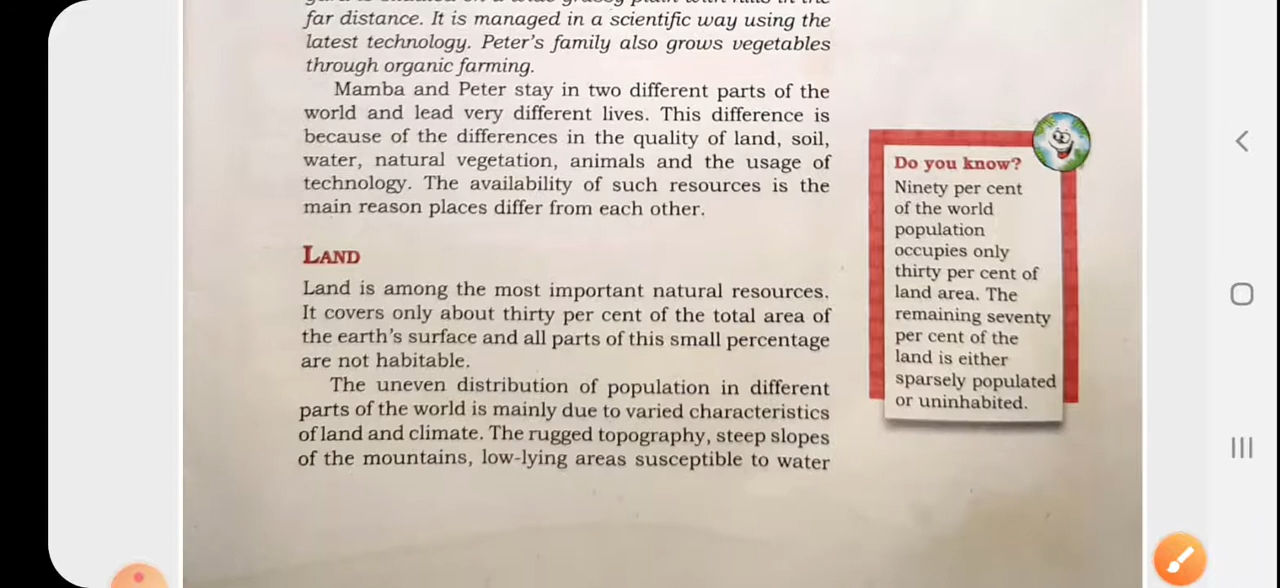 far distance. It is managed in a scientific way using the
latest technology. Peter's family also grows vegetables
through organic farming.
Mamba and Peter stay in two different parts of the
world and lead very different lives. This difference is
because of the differences in the quality of land, soil,
water, natural vegetation, animals and the usage of
technology. The availability of such resources is the
main reason places differ from each other.
LAND
Land is among the most important natural resources.
It covers only about thirty per cent of the total area of
the earth's surface and all parts of this small percentage
are not habitable.
The uneven distribution of population in different
parts of the world is mainly due to varied characteristics
of land and climate. The rugged topography, steep slopes
of the mountains, low-lying areas susceptible to water
Do you know?
Ninety per cent
of the world
population
occupies only
thirty per cent of
land area. The
remaining seventy
per cent of the
land is either
sparsely populated
or uninhabited.